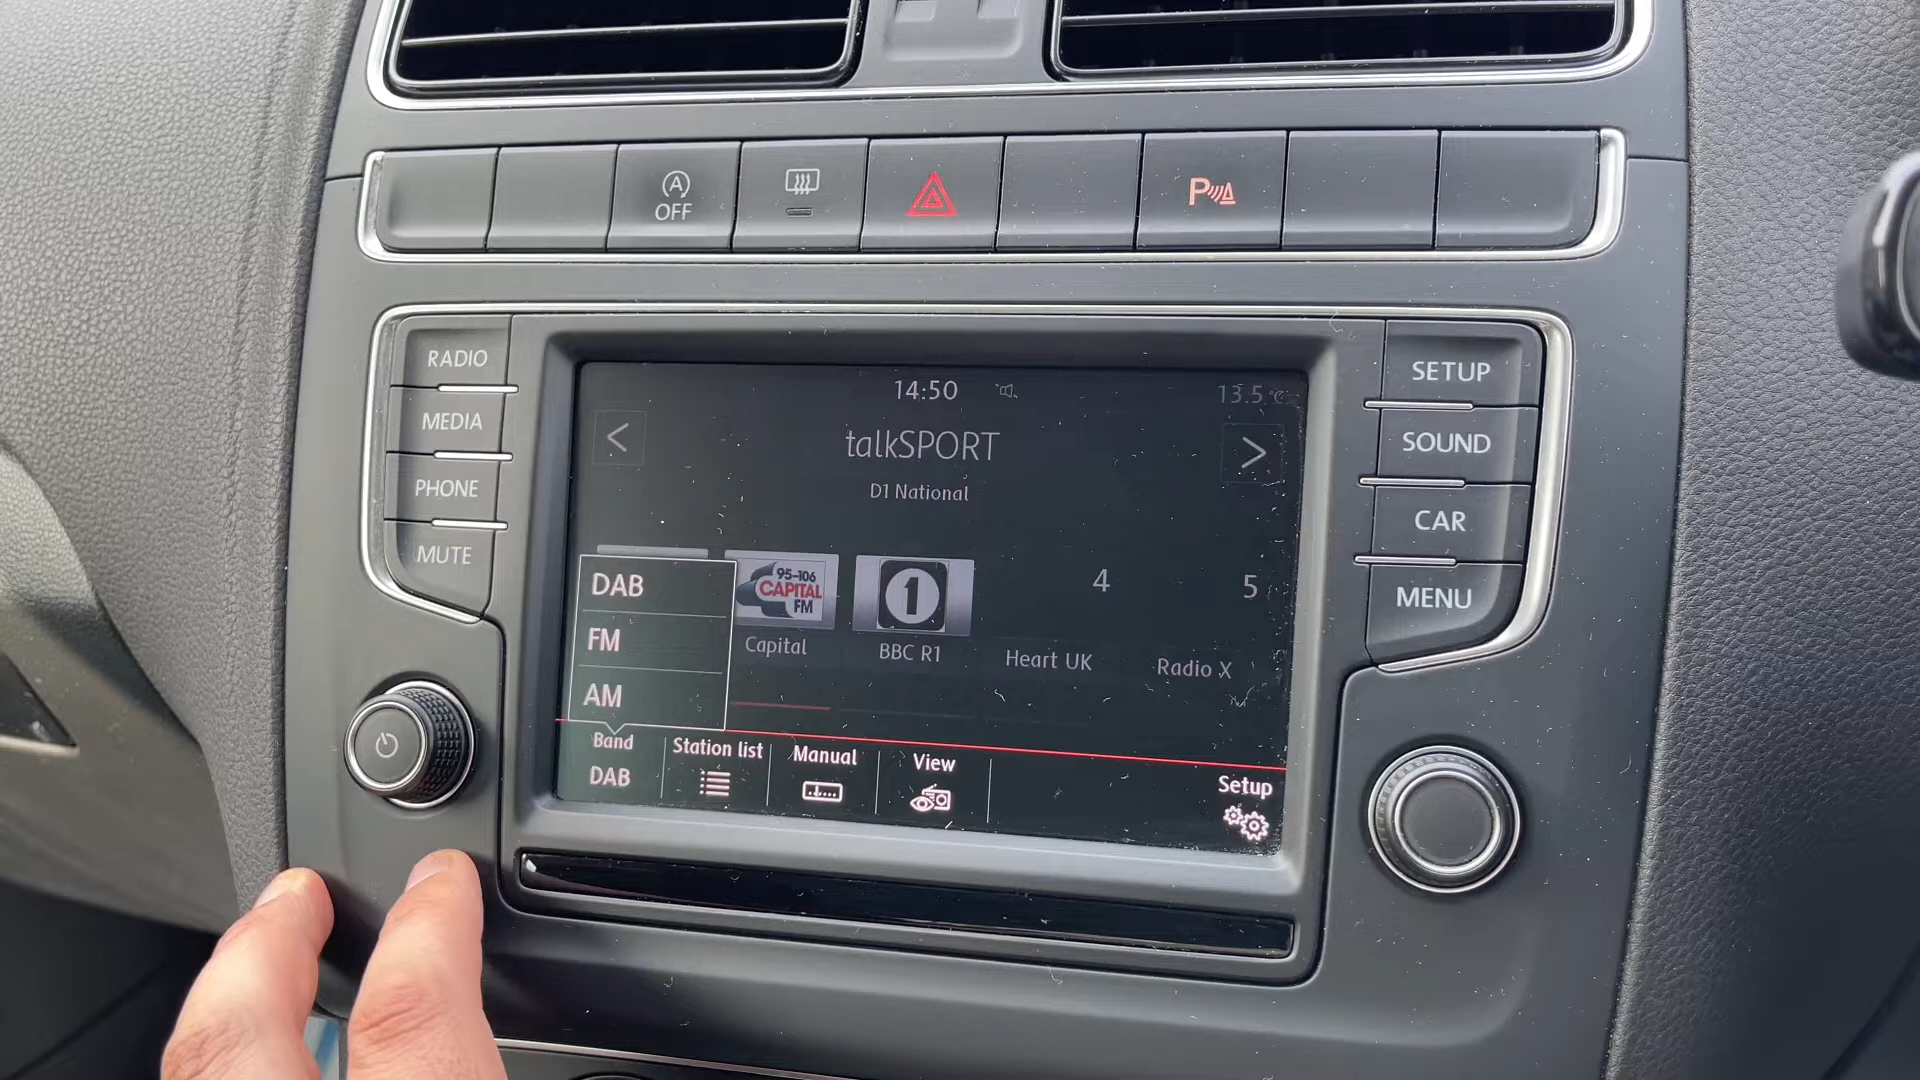 A
OFF
P
RADIO
MEDIA
PHONE
MUTE
14:50
13.5 °C
<
talkSPORT
>
D1 National
DAB
FM
AM
95-106
CAPITAL
FM
1
4
5
Capital
BBC R1
Heart UK
Radio X
Band
DAB
Station list
Manual
View
Setup
SETUP
SOUND
CAR
MENU